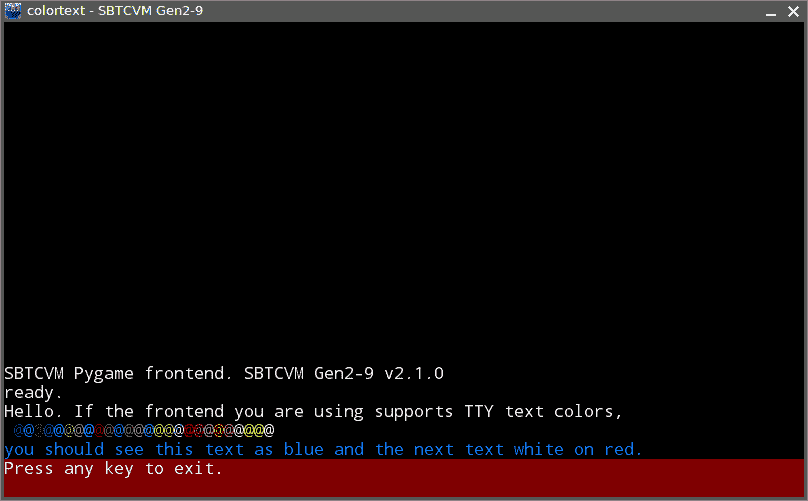 colortext - SBTCVM Gen2-9
SBTCVM Pygame frontend. SBTCVM Gen2-9 v2.1.0
ready.
Hello. If the frontend you are using supports TTY text colors,
@@@@@@@@@@@@@@@@@@@@@@@@@@
you should see this text as blue and the next text white on red.
Press any key to exit.